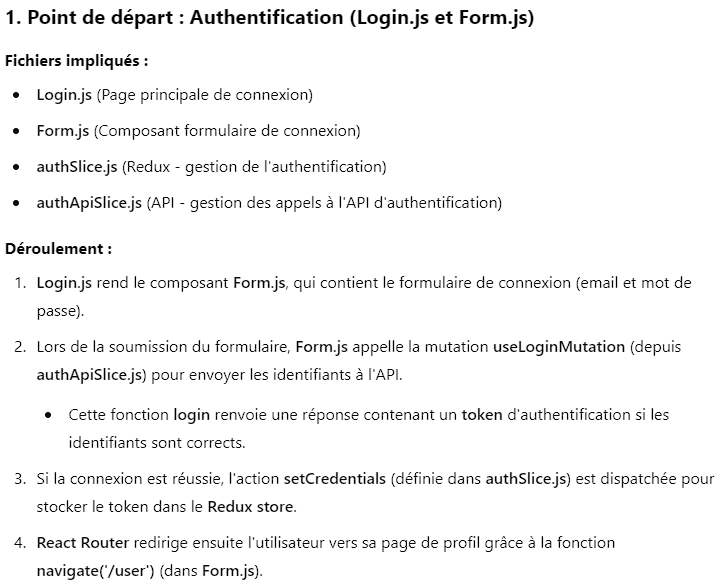 1. Point de départ : Authentification (Login.js et Form.js)
Fichiers impliqués :
• Login.js (Page principale de connexion)
• Form.js (Composant formulaire de connexion)
• authSlice.js (Redux - gestion de l'authentification)
• authApiSlice.js (API - gestion des appels à l'API d'authentification)
Déroulement :
1. Login.js rend le composant Form.js, qui contient le formulaire de connexion (email et mot de
passe).
2. Lors de la soumission du formulaire, Form.js appelle la mutation useLoginMutation (depuis
authApiSlice.js) pour envoyer les identifiants à l'API.
• Cette fonction login renvoie une réponse contenant un token d'authentification si les
identifiants sont corrects.
3. Si la connexion est réussie, l'action setCredentials (définie dans authSlice.js) est dispatchée pour
stocker le token dans le Redux store.
4. React Router redirige ensuite l'utilisateur vers sa page de profil grâce à la fonction
navigate('/user') (dans Form.js).